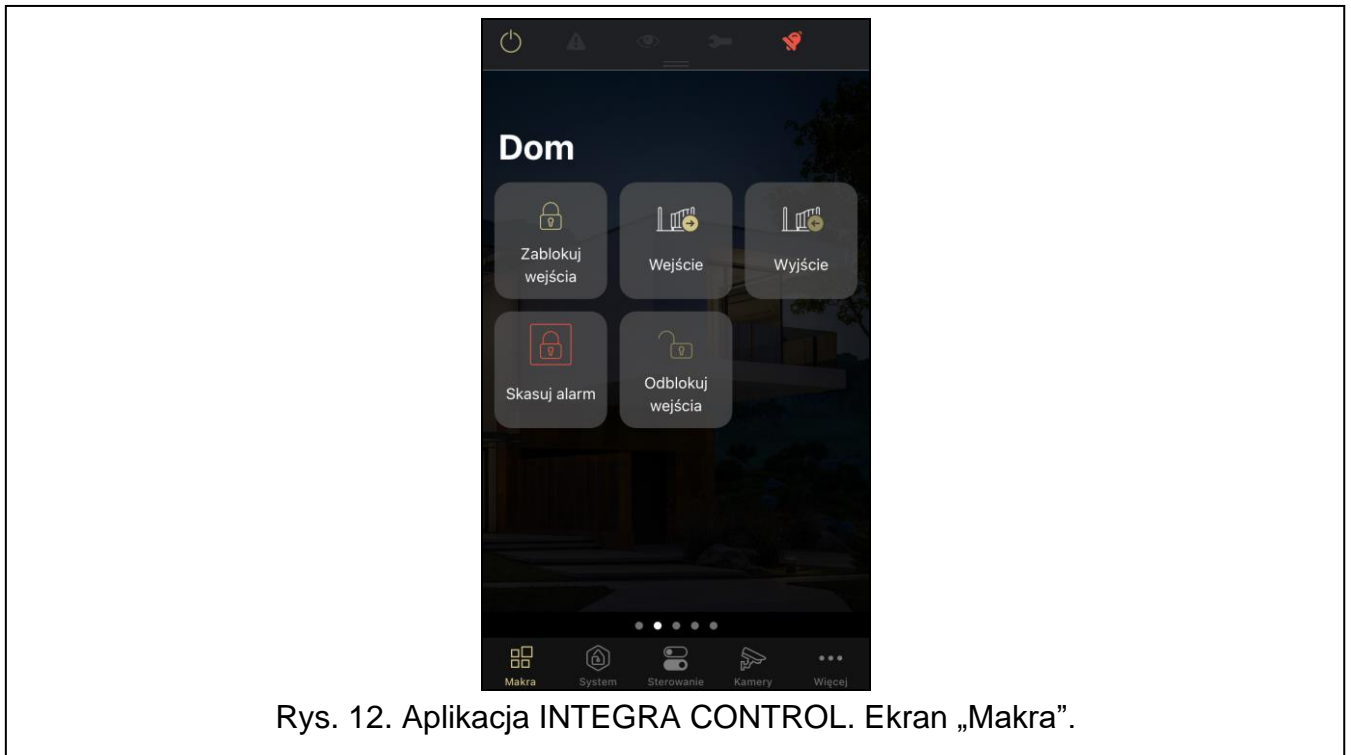 Dom
Zablokuj
wejścia
Wejście
Wyjście
Skasuj alarm
Odblokuj
wejścia
Makra
System
Sterowanie
Kamery
Więcej
Rys. 12. Aplikacja INTEGRA CONTROL. Ekran „Makra”.